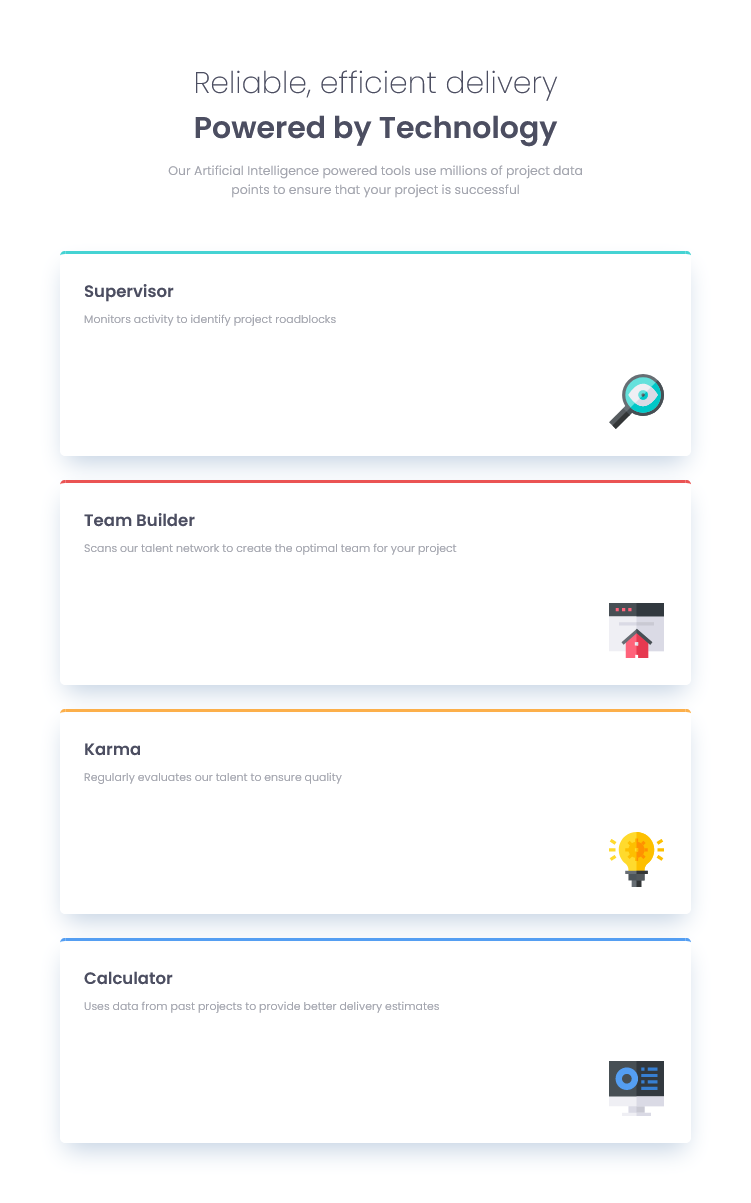 Reliable, efficient delivery
Powered by Technology
Our Artificial Intelligence powered tools use millions of project data
points to ensure that your project is successful
Supervisor
Monitors activity to identify project roadblocks
Team Builder
Scans our talent network to create the optimal team for your project
Karma
Regularly evaluates our talent to ensure quality
Calculator
Uses data from past projects to provide better delivery estimates